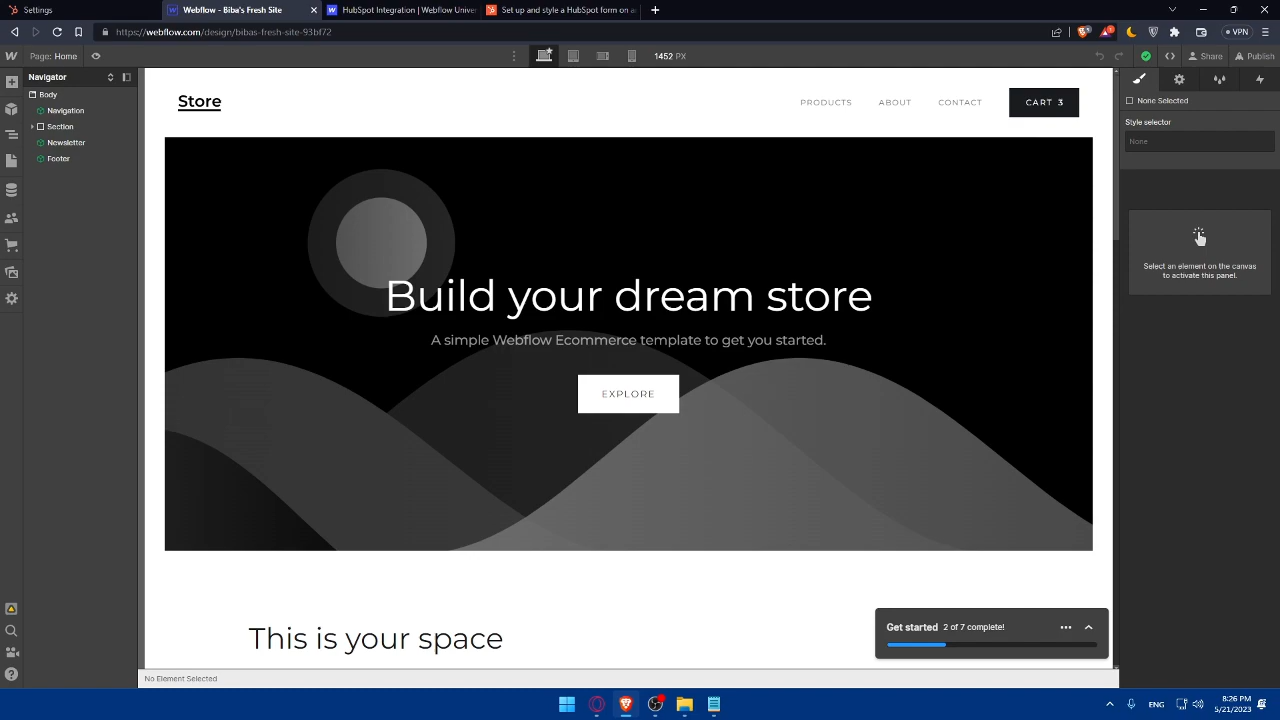 Settings
Webflow - Biba's Fresh Site
HubSpot Integration | Webflow Univer
Set up and style a HubSpot form on a
https://webflow.com/design/bibas-fresh-site-93bf72
VPN
Page: Home
1452 PX
Share
Publish
Navigator
Body
Navigation
Section
Newsletter
Footer
Store
PRODUCTS
ABOUT
CONTACT
CART 3
Build your dream store
A simple Webflow Ecommerce template to get you started.
EXPLORE
This is your space
None Selected
Style selector
None
Select an element on the canvas
to activate this panel.
Get started 2 of 7 complete!
No Element Selected
ENG
8:26 PM
5/21/2023